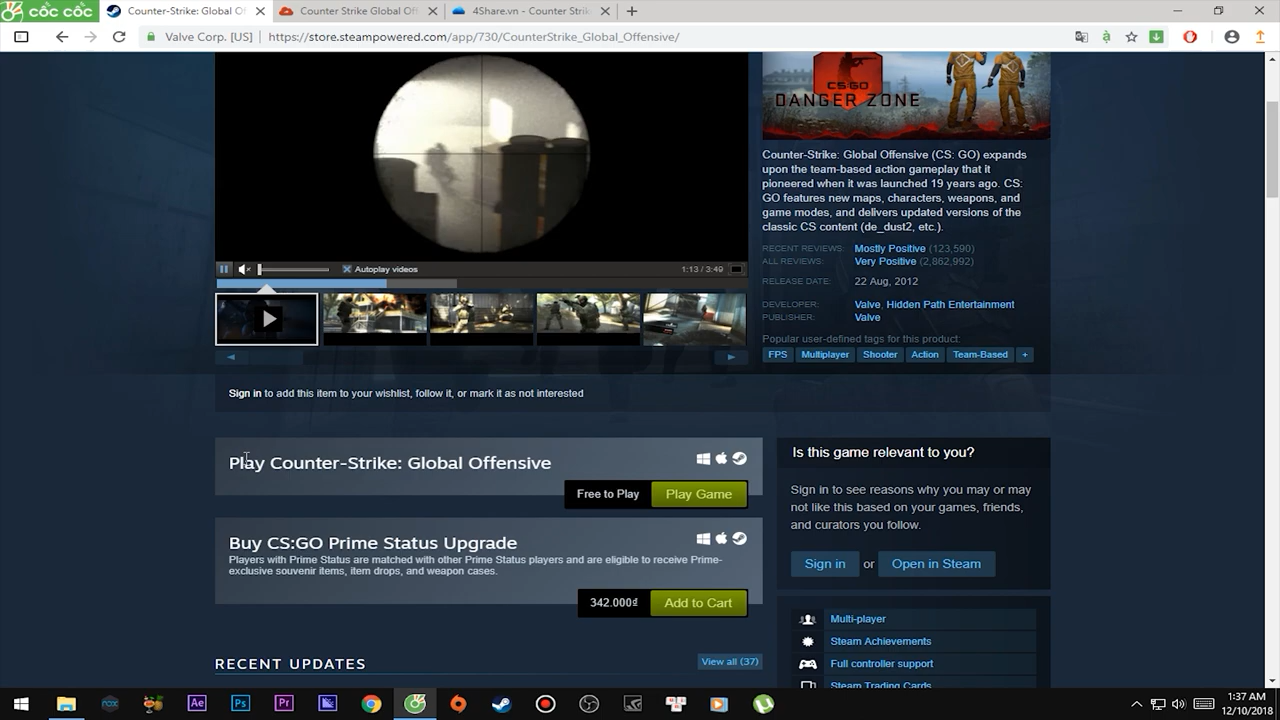 CỐC CỐC
Counter-Strike: Global Of
Counter Strike Global Off
4Share.vn - Counter Strik
Valve Corp. [US]
https://store.steampowered.com/app/730/CounterStrike_Global_Offensive/
CS:GO
DANGER ZONE
Counter-Strike: Global Offensive (CS: GO) expands
upon the team-based action gameplay that it
pioneered when it was launched 19 years ago. CS:
GO features new maps, characters, weapons, and
game modes, and delivers updated versions of the
classic CS content (de_dust2, etc.).
RECENT REVIEWS: Mostly Positive (123,590)
ALL REVIEWS: Very Positive (2,862,992)
RELEASE DATE: 22 Aug, 2012
DEVELOPER: Valve, Hidden Path Entertainment
PUBLISHER: Valve
Popular user-defined tags for this product:
FPS Multiplayer Shooter Action Team-Based +
Autoplay videos
1:13 / 3:49
Sign in to add this item to your wishlist, follow it, or mark it as not interested
Play Counter-Strike: Global Offensive
Free to Play
Play Game
Buy CS:GO Prime Status Upgrade
Players with Prime Status are matched with other Prime Status players and are eligible to receive Prime-
exclusive souvenir items, item drops, and weapon cases.
342.000₫
Add to Cart
RECENT UPDATES
View all (37)
Is this game relevant to you?
Sign in to see reasons why you may or may
not like this based on your games, friends,
and curators you follow.
Sign in or Open in Steam
Multi-player
Steam Achievements
Full controller support
Steam Trading Cards
nox
Ae
Ps
Pr
1:37 AM
12/10/2018